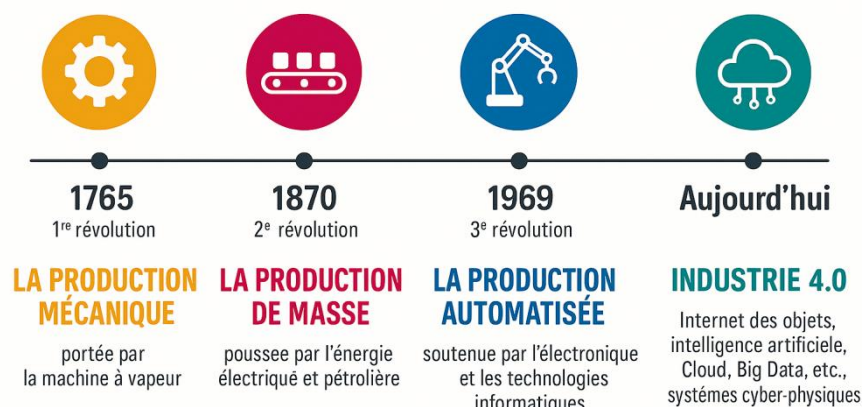 1765
1re révolution
LA PRODUCTION
MÉCANIQUE
portée par
la machine à vapeur
1870
2e révolution
LA PRODUCTION
DE MASSE
poussee par l'énergie
électrique et pétrolière
1969
3e révolution
LA PRODUCTION
AUTOMATISÉE
soutenue par l'électronique
et les technologies
informatiques
Aujourd'hui
INDUSTRIE 4.0
Internet des objets,
intelligence artificiele,
Cloud, Big Data, etc.,
systémes cyber-physiques